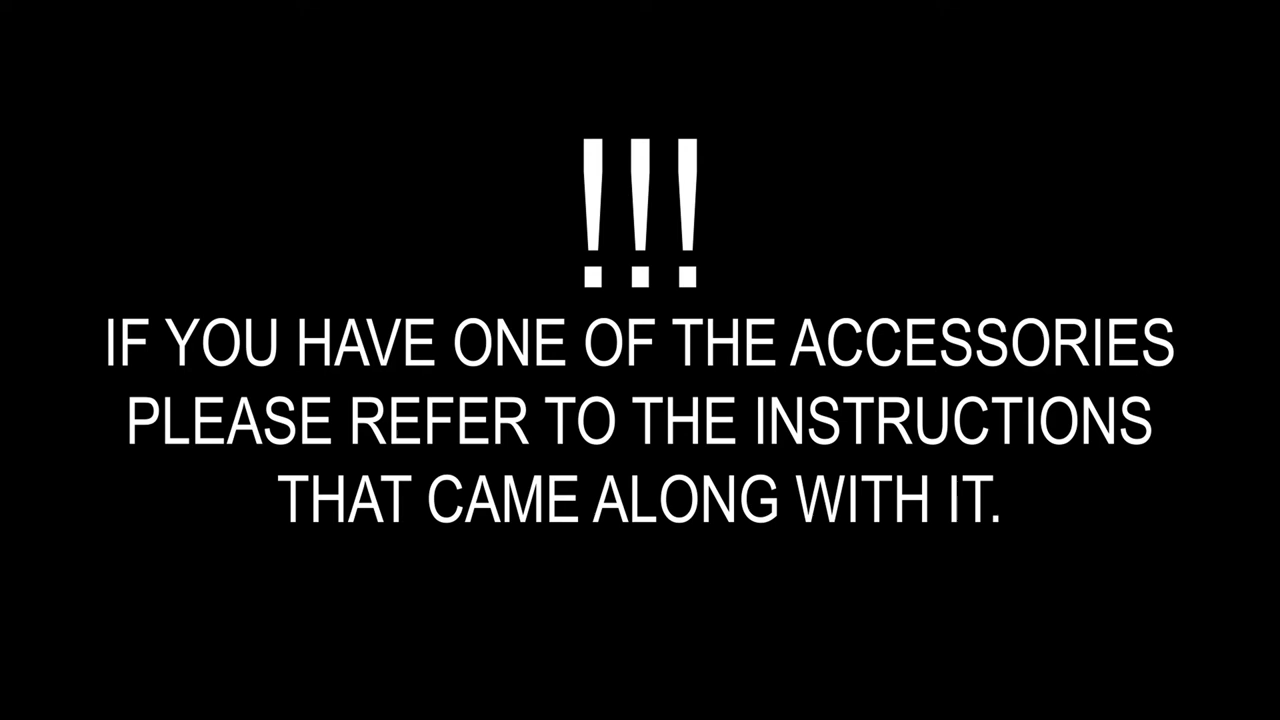 !!!
IF YOU HAVE ONE OF THE ACCESSORIES
PLEASE REFER TO THE INSTRUCTIONS
THAT CAME ALONG WITH IT.